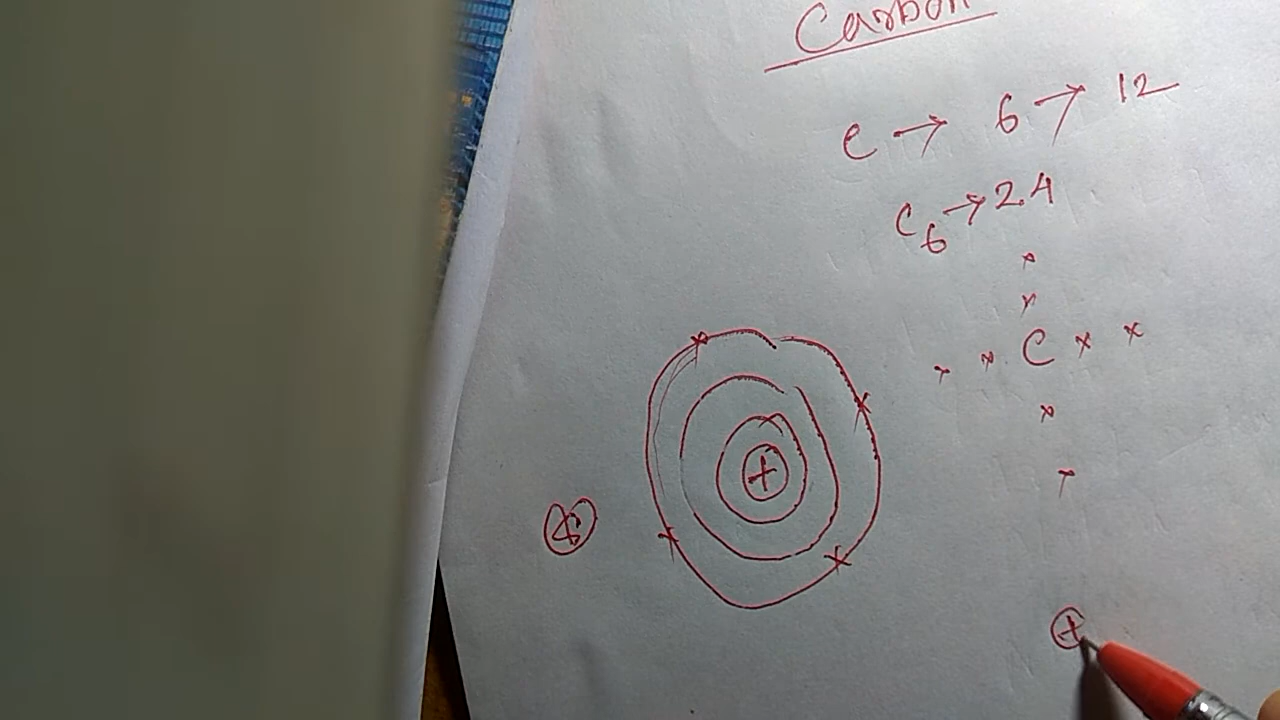 Carbon
C → 6 → 12
C6 → 2.4
x
x
x x C x x
x
x
+
+